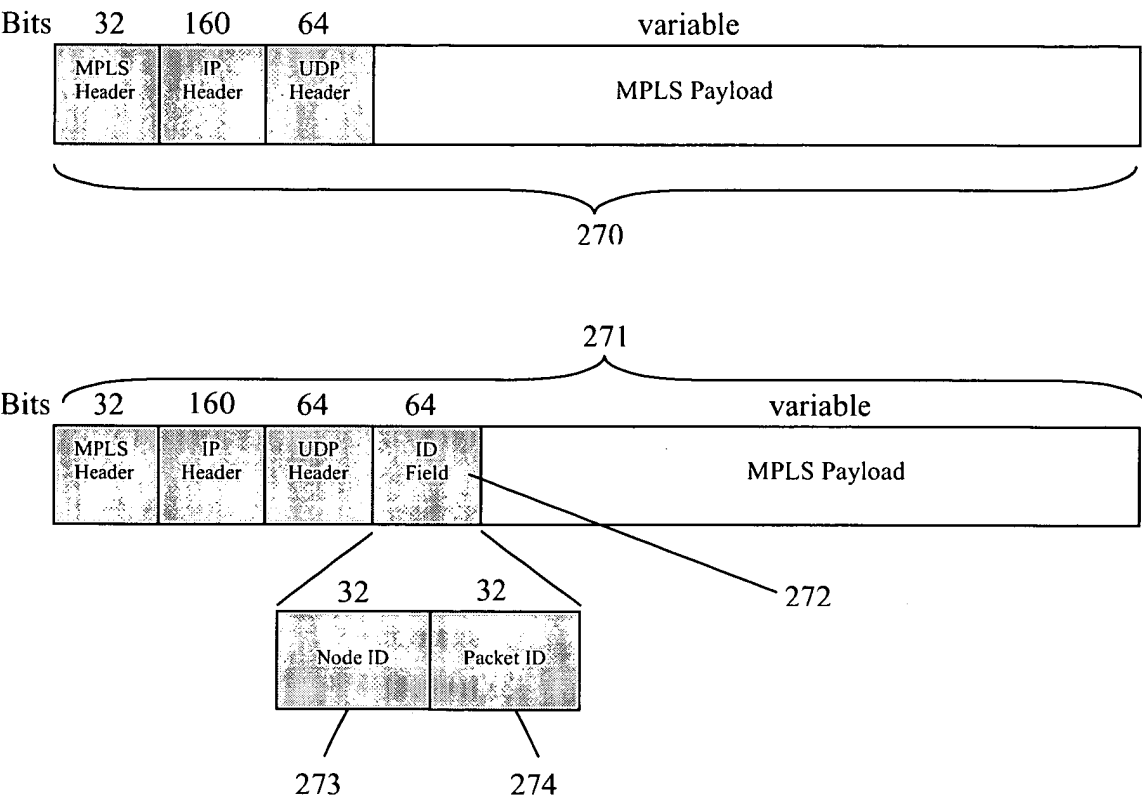 Bits 32 160 64 variable
MPLS Header IP Header UDP Header MPLS Payload
270
271
Bits 32 160 64 64 variable
MPLS Header IP Header UDP Header ID Field MPLS Payload
272
32 32
Node ID Packet ID
273 274